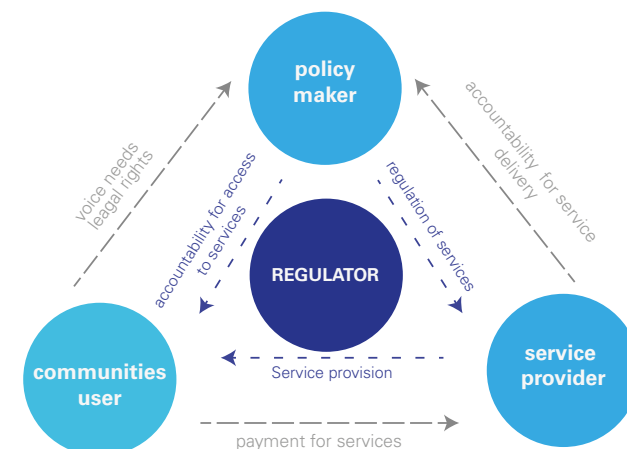 policy
maker
voice needs
leagal rights
accountability for access
to services
regulation of services
accountability for service
delivery
REGULATOR
communities
user
Service provision
service
provider
payment for services